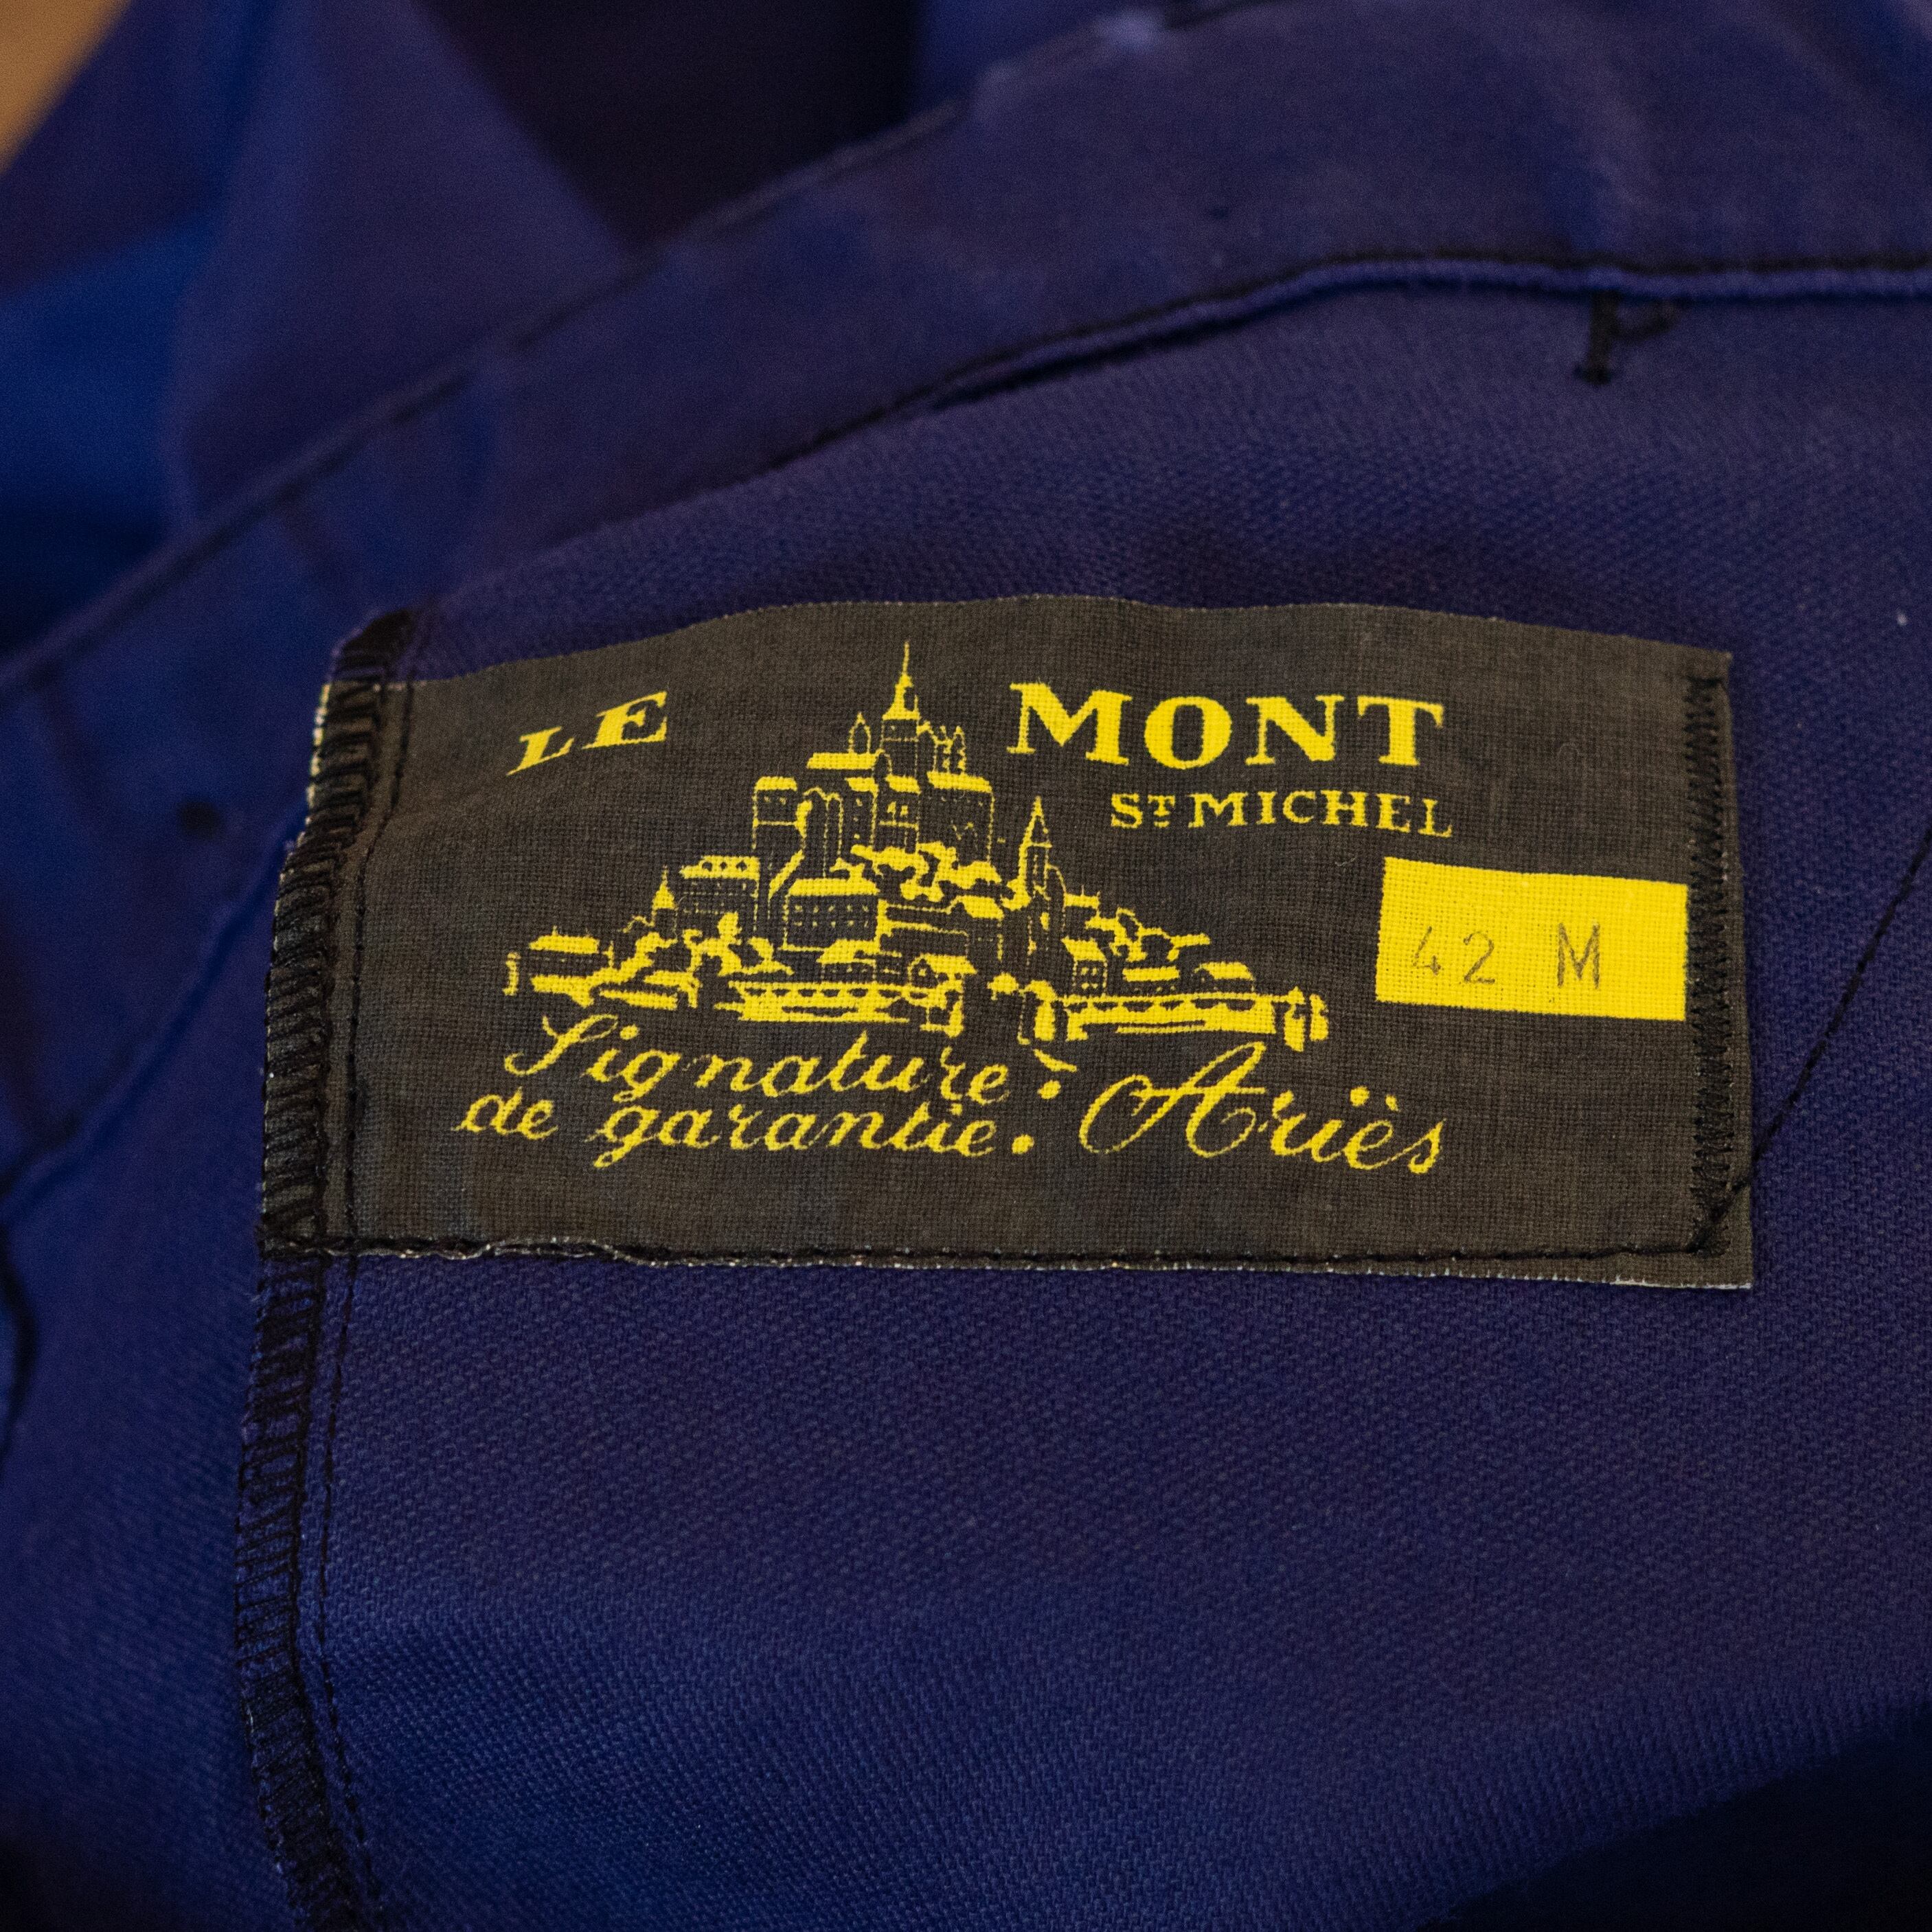 LE MONT
ST MICHEL
42 M
Signature
de garantie : Ariès